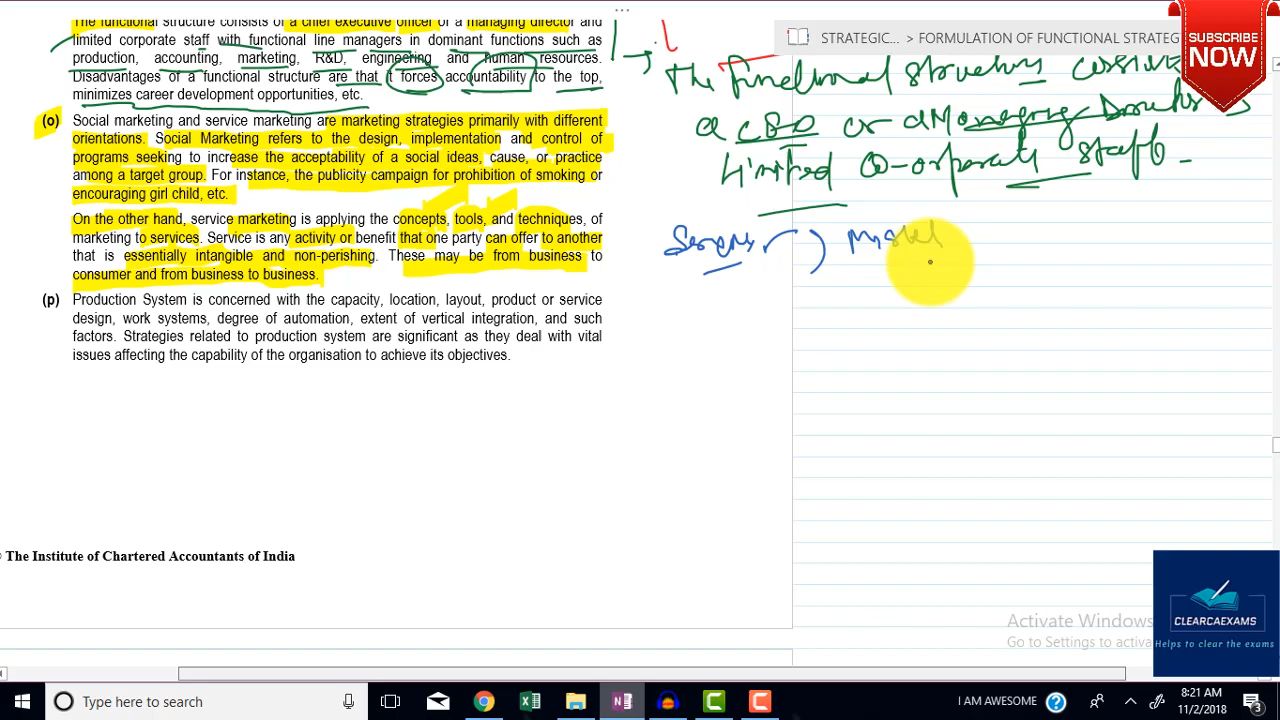 The functional structure consists of a chief executive officer or a managing director and
limited corporate staff with functional line managers in dominant functions such as
production, accounting, marketing, R&D, engineering and human resources.
Disadvantages of a functional structure are that it forces accountability to the top,
minimizes career development opportunities, etc.
(o) Social marketing and service marketing are marketing strategies primarily with different
orientations. Social Marketing refers to the design, implementation and control of
programs seeking to increase the acceptability of a social ideas, cause, or practice
among a target group. For instance, the publicity campaign for prohibition of smoking or
encouraging girl child, etc.
On the other hand, service marketing is applying the concepts, tools, and techniques, of
marketing to services. Service is any activity or benefit that one party can offer to another
that is essentially intangible and non-perishing. These may be from business to
consumer and from business to business.
(p) Production System is concerned with the capacity, location, layout, product or service
design, work systems, degree of automation, extent of vertical integration, and such
factors. Strategies related to production system are significant as they deal with vital
issues affecting the capability of the organisation to achieve its objectives.
The Institute of Chartered Accountants of India
STRATEGIC... > FORMULATION OF FUNCTIONAL STRATEG
SUBSCRIBE
NOW
The functional structure
a CEO or a Managing
Limited Co-orporate staff
Activate Windows
Go to Settings to activa
CLEARCAEXAMS
Helps to clear the exams
Type here to search
I AM AWESOME
8:21 AM
11/2/2018
3